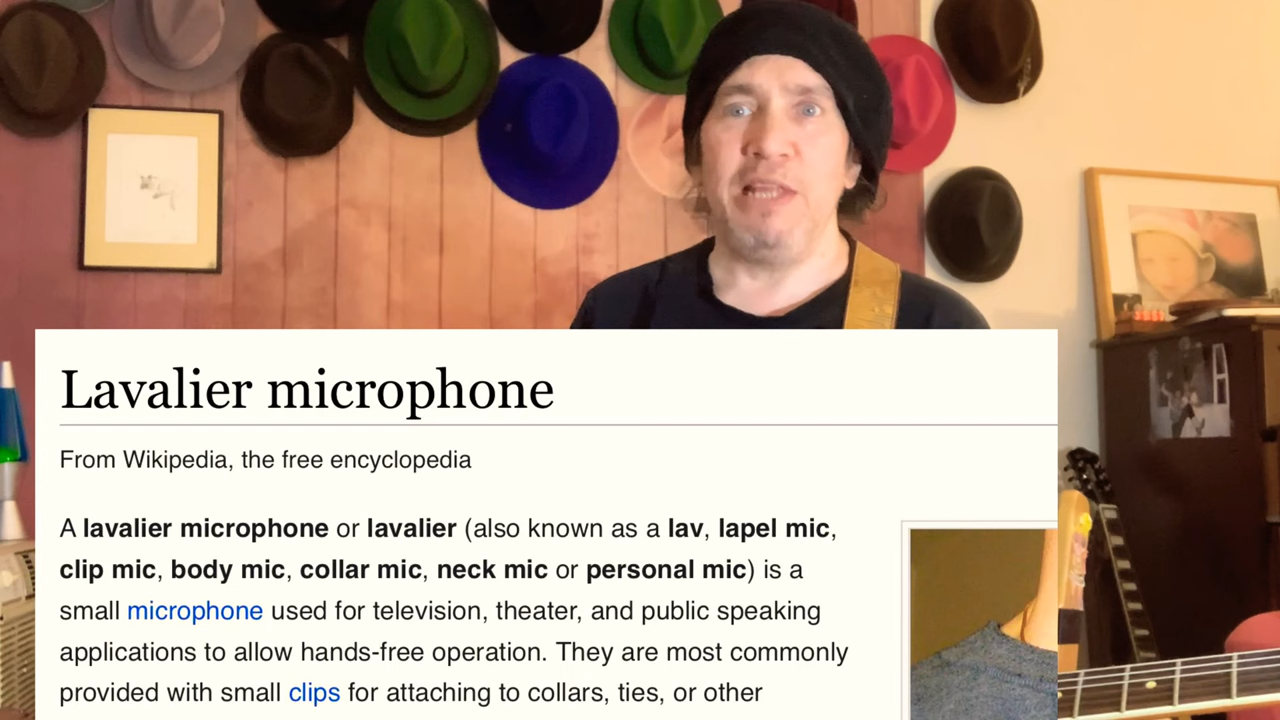 Lavalier microphone
From Wikipedia, the free encyclopedia
A lavalier microphone or lavalier (also known as a lav, lapel mic,
clip mic, body mic, collar mic, neck mic or personal mic) is a
small microphone used for television, theater, and public speaking
applications to allow hands-free operation. They are most commonly
provided with small clips for attaching to collars, ties, or other